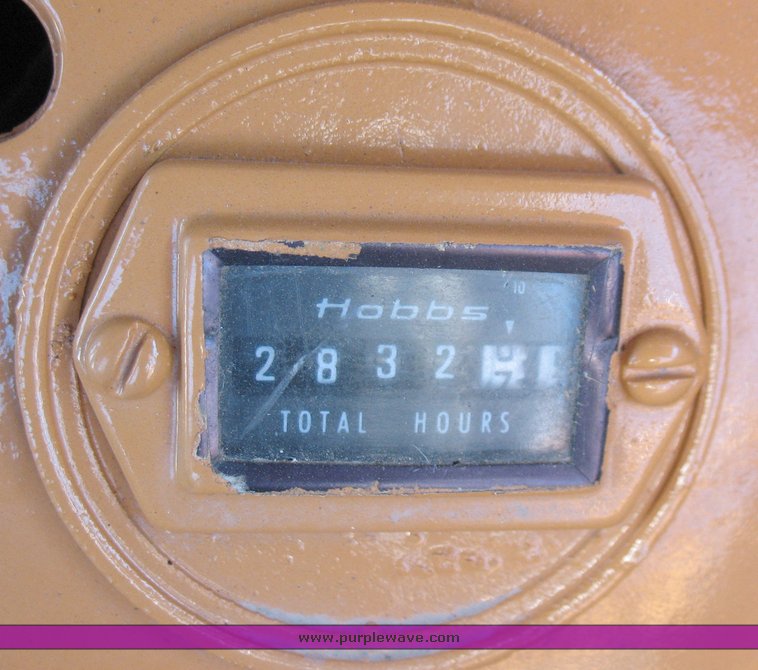 10
Hobbs
2 8 3 2
TOTAL HOURS
www.purplewave.com